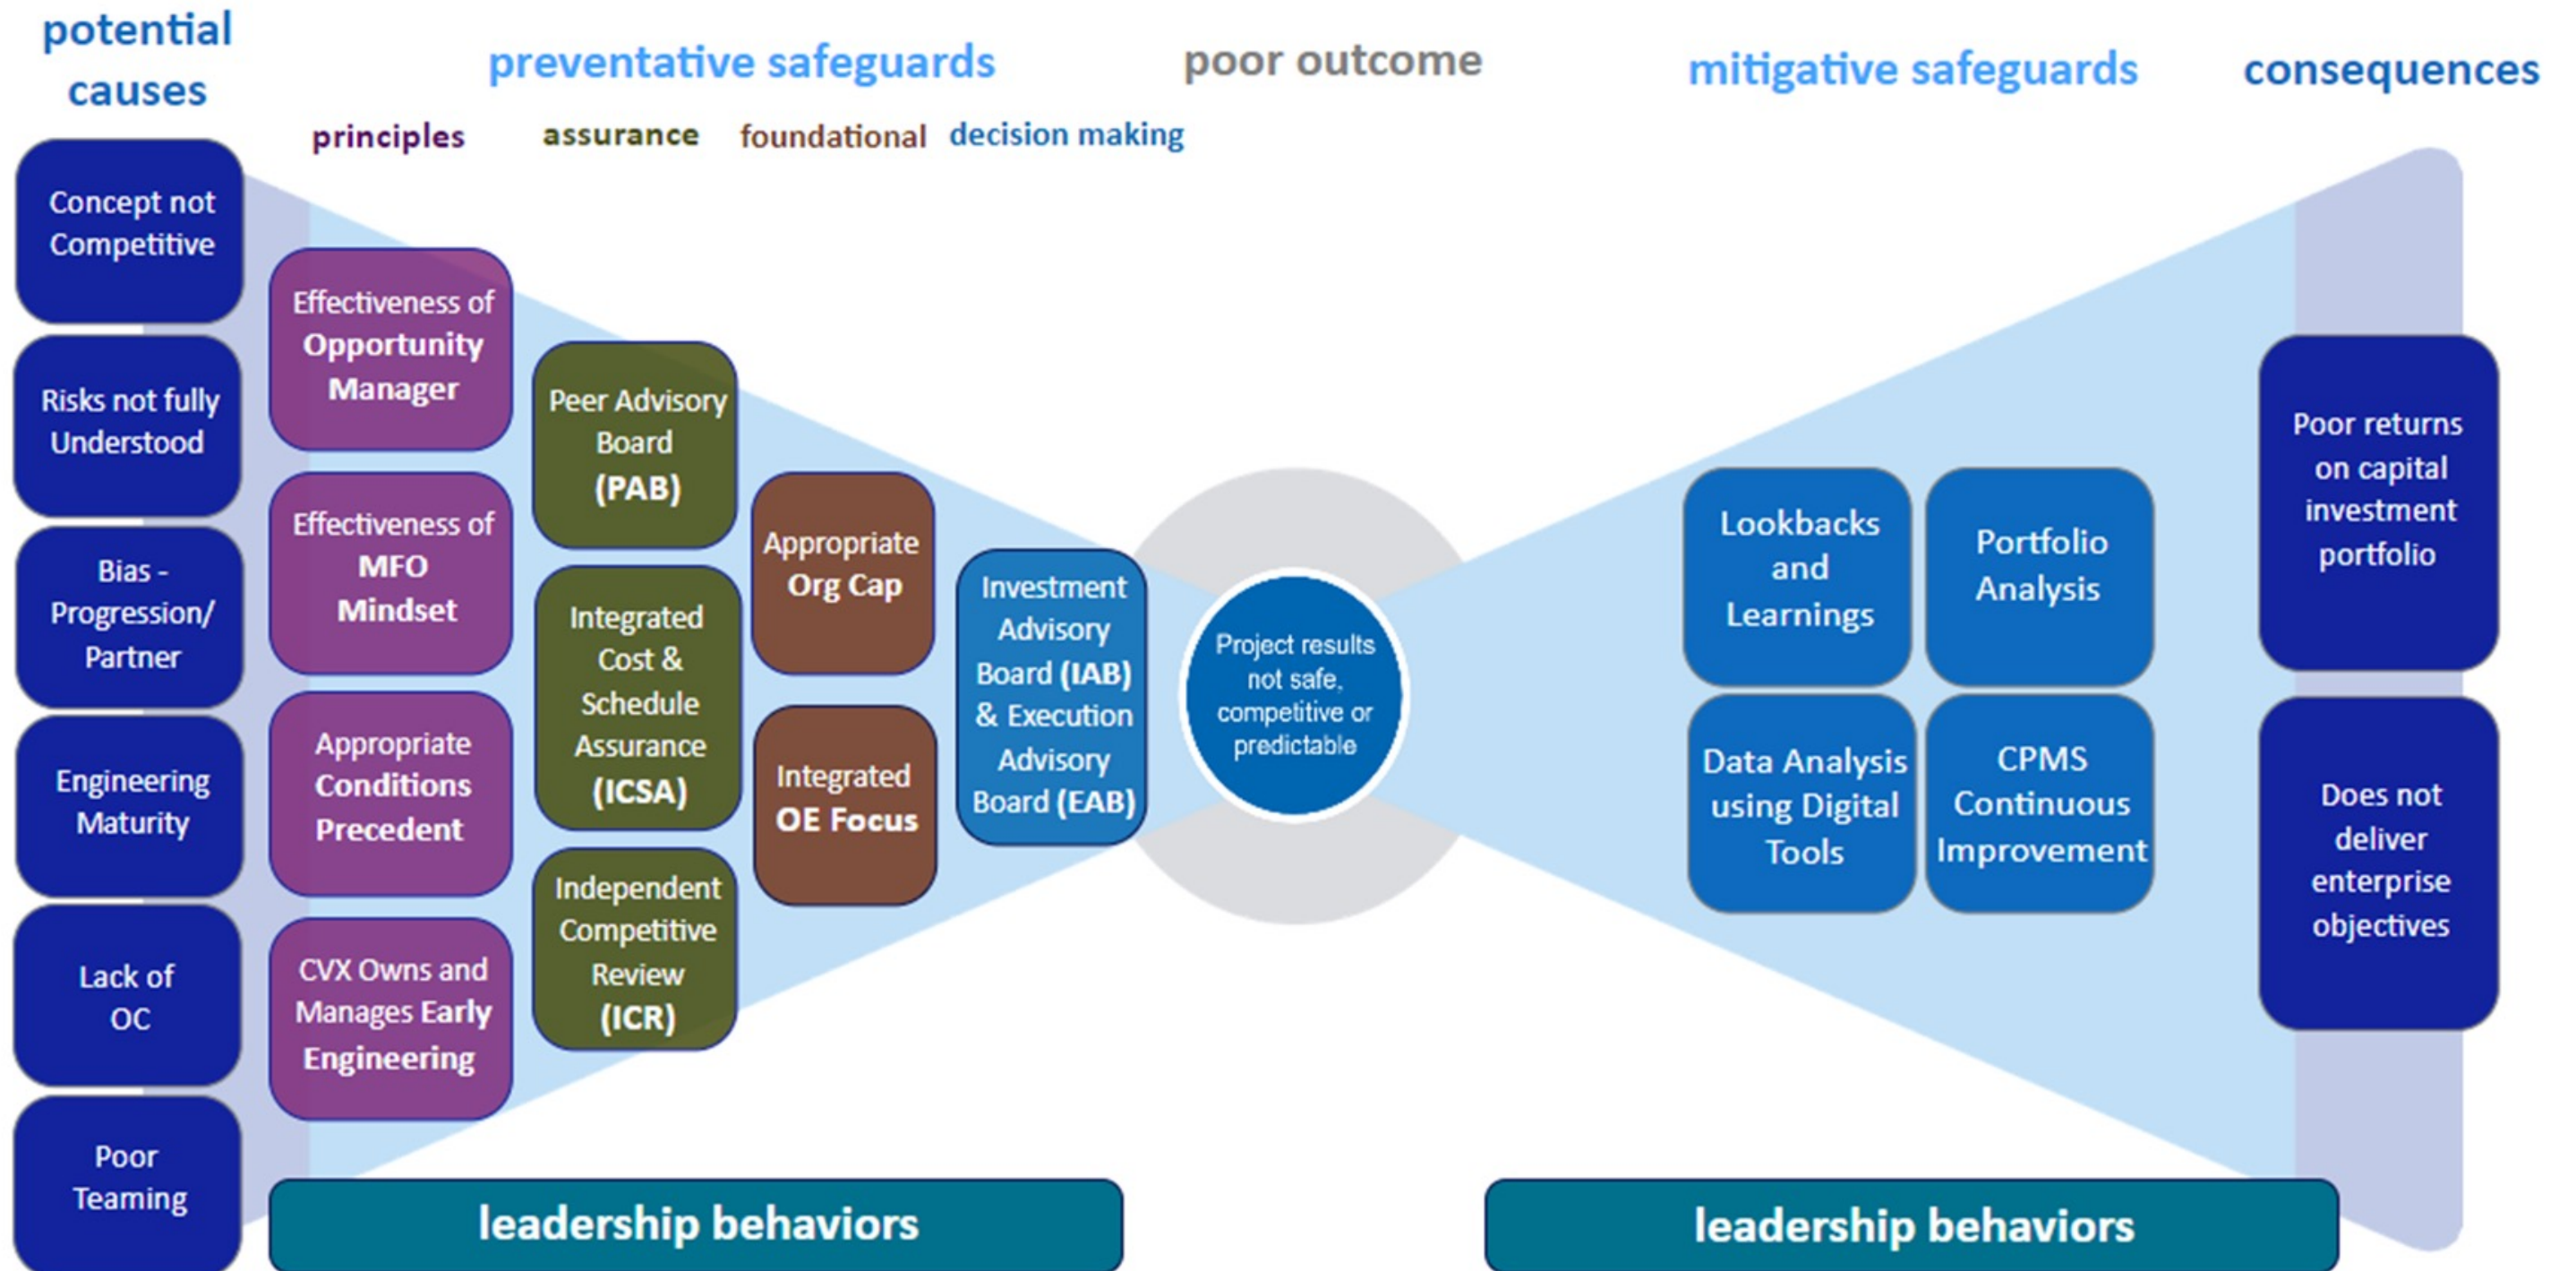 potential
causes
preventative safeguards
poor outcome
mitigative safeguards
consequences
principles
assurance
foundational
decision making
Concept not
Competitive
Risks not fully
Understood
Bias -
Progression/
Partner
Engineering
Maturity
Lack of
OC
Poor
Teaming
Effectiveness of
Opportunity
Manager
Effectiveness of
MFO
Mindset
Appropriate
Conditions
Precedent
CVX Owns and
Manages Early
Engineering
Peer Advisory
Board
(PAB)
Integrated
Cost &
Schedule
Assurance
(ICSA)
Independent
Competitive
Review
(ICR)
Appropriate
Org Cap
Integrated
OE Focus
Investment
Advisory
Board (IAB)
& Execution
Advisory
Board (EAB)
Project results
not safe,
competitive or
predictable
Lookbacks
and
Learnings
Portfolio
Analysis
Data Analysis
using Digital
Tools
CPMS
Continuous
Improvement
Poor returns
on capital
investment
portfolio
Does not
deliver
enterprise
objectives
leadership behaviors
leadership behaviors